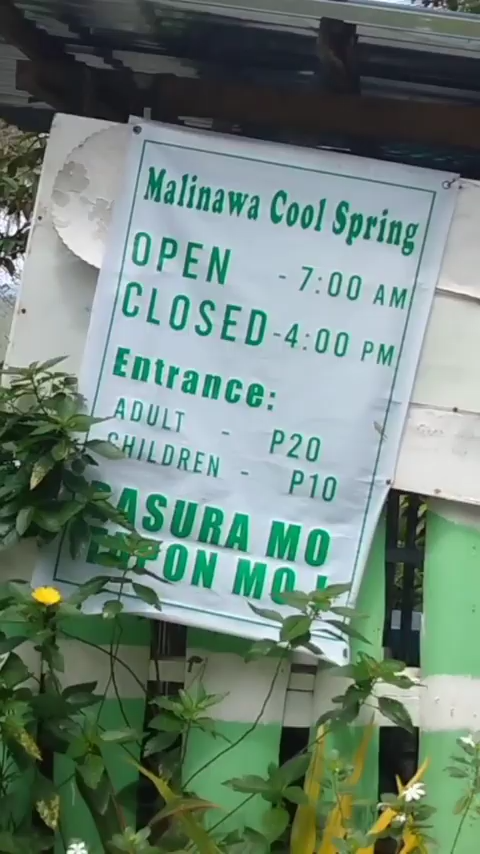 Malinawa Cool Spring
OPEN - 7:00 AM
CLOSED-4:00 PM
Entrance:
ADULT - P20
CHILDREN - P10
BASURA MO
MO !